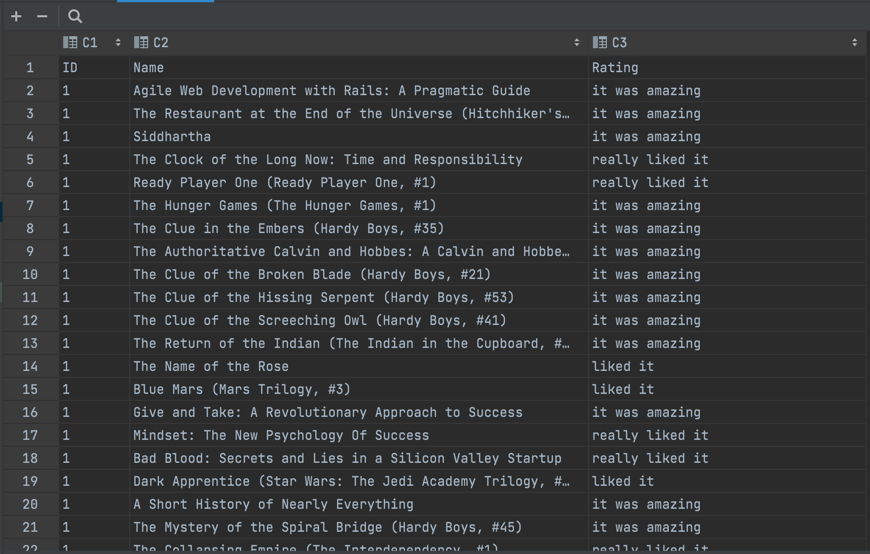 C1 C2 C3
1 ID Name Rating
2 1 Agile Web Development with Rails: A Pragmatic Guide it was amazing
3 1 The Restaurant at the End of the Universe (Hitchhiker's… it was amazing
4 1 Siddhartha it was amazing
5 1 The Clock of the Long Now: Time and Responsibility really liked it
6 1 Ready Player One (Ready Player One, #1) really liked it
7 1 The Hunger Games (The Hunger Games, #1) it was amazing
8 1 The Clue in the Embers (Hardy Boys, #35) it was amazing
9 1 The Authoritative Calvin and Hobbes: A Calvin and Hobbe… it was amazing
10 1 The Clue of the Broken Blade (Hardy Boys, #21) it was amazing
11 1 The Clue of the Hissing Serpent (Hardy Boys, #53) it was amazing
12 1 The Clue of the Screeching Owl (Hardy Boys, #41) it was amazing
13 1 The Return of the Indian (The Indian in the Cupboard, #… it was amazing
14 1 The Name of the Rose liked it
15 1 Blue Mars (Mars Trilogy, #3) liked it
16 1 Give and Take: A Revolutionary Approach to Success it was amazing
17 1 Mindset: The New Psychology Of Success really liked it
18 1 Bad Blood: Secrets and Lies in a Silicon Valley Startup really liked it
19 1 Dark Apprentice (Star Wars: The Jedi Academy Trilogy, #… liked it
20 1 A Short History of Nearly Everything it was amazing
21 1 The Mystery of the Spiral Bridge (Hardy Boys, #45) it was amazing
22 1 The Collapsing Empire (The Interdependency, #1) really liked it